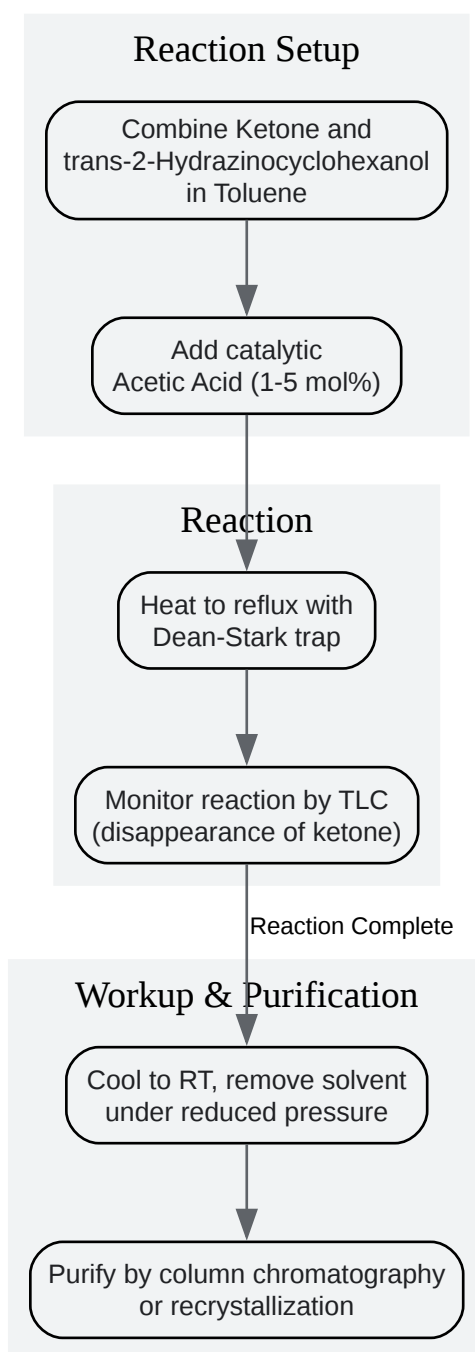 Reaction Setup
Combine Ketone and
trans-2-Hydrazinocyclohexanol
in Toluene
Add catalytic
Acetic Acid (1-5 mol%)
Reaction
Heat to reflux with
Dean-Stark trap
Monitor reaction by TLC
(disappearance of ketone)
Reaction Complete
Workup & Purification
Cool to RT, remove solvent
under reduced pressure
Purify by column chromatography
or recrystallization